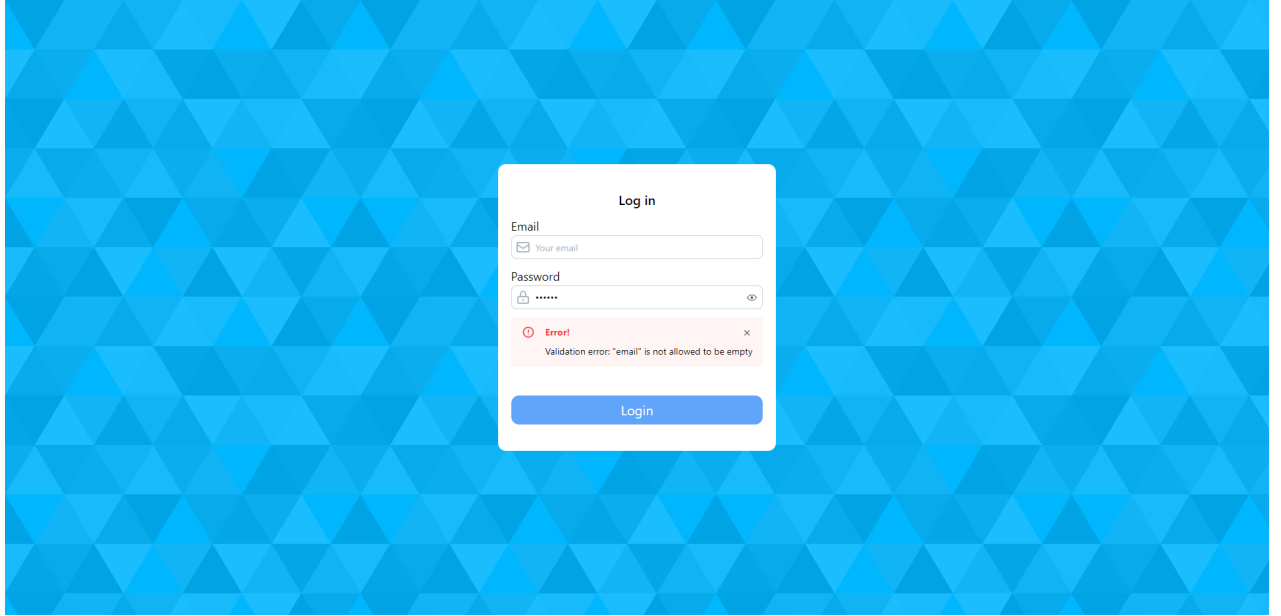 Log in
Email
Your email
Password
••••••
Error!
Validation error: "email" is not allowed to be empty
Login